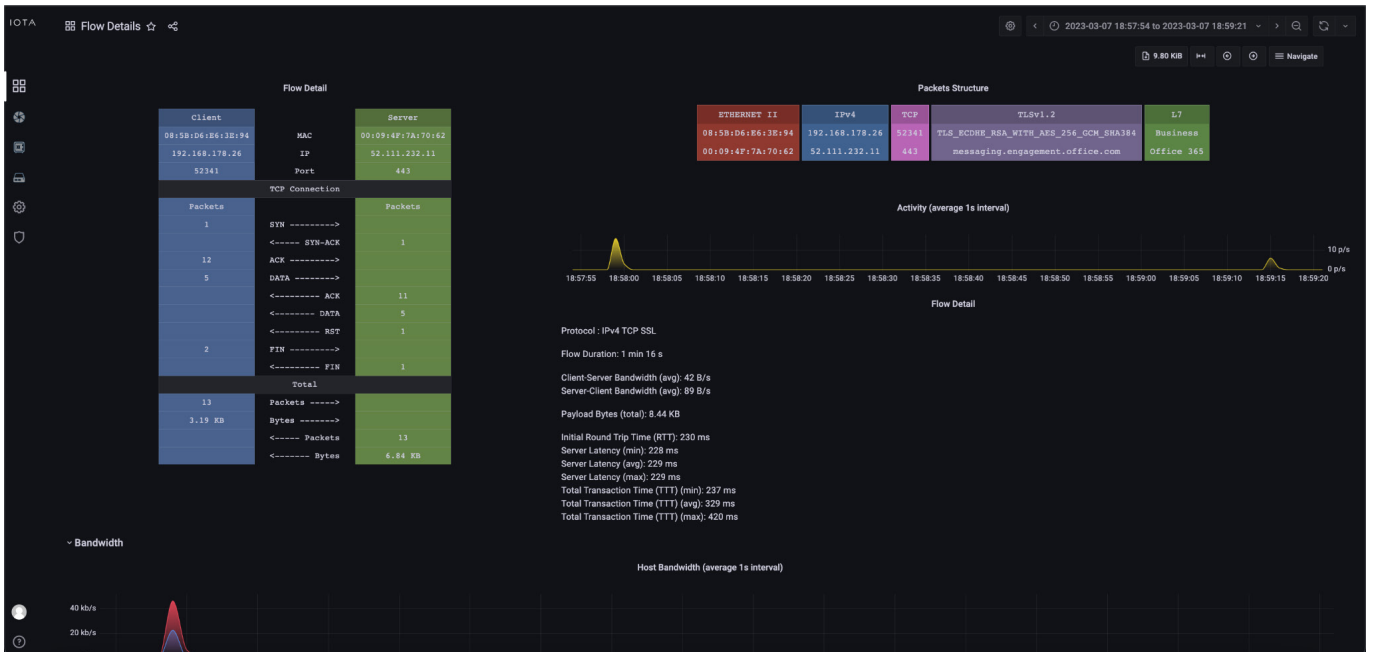 IOTA
Flow Details
2023-03-07 18:57:54 to 2023-03-07 18:59:21
9.80 KiB
Navigate
Flow Detail
Client Server
08:5B:D6:E6:3E:94 MAC 00:09:4F:7A:70:62
192.168.178.26 IP 52.111.232.11
52341 Port 443
TCP Connection
Packets Packets
1 SYN --------->
<----- SYN-ACK 1
12 ACK --------->
5 DATA -------->
<--------- ACK 11
<-------- DATA 5
<--------- RST 1
2 FIN --------->
<--------- FIN 1
Total
13 Packets ----->
3.19 KB Bytes ------->
<----- Packets 13
<------- Bytes 6.84 KB
Packets Structure
ETHERNET II IPv4 TCP TLSv1.2 L7
08:5B:D6:E6:3E:94 192.168.178.26 52341 TLS_ECDHE_RSA_WITH_AES_256_GCM_SHA384 Business
00:09:4F:7A:70:62 52.111.232.11 443 messaging.engagement.office.com Office 365
Activity (average 1s interval)
10 p/s
0 p/s
18:57:55 18:58:00 18:58:05 18:58:10 18:58:15 18:58:20 18:58:25 18:58:30 18:58:35 18:58:40 18:58:45 18:58:50 18:58:55 18:59:00 18:59:05 18:59:10 18:59:15 18:59:20
Flow Detail
Protocol : IPv4 TCP SSL
Flow Duration: 1 min 16 s
Client-Server Bandwidth (avg): 42 B/s
Server-Client Bandwidth (avg): 89 B/s
Payload Bytes (total): 8.44 KB
Initial Round Trip Time (RTT): 230 ms
Server Latency (min): 228 ms
Server Latency (avg): 229 ms
Server Latency (max): 229 ms
Total Transaction Time (TTT) (min): 237 ms
Total Transaction Time (TTT) (avg): 329 ms
Total Transaction Time (TTT) (max): 420 ms
Bandwidth
Host Bandwidth (average 1s interval)
40 kb/s
20 kb/s